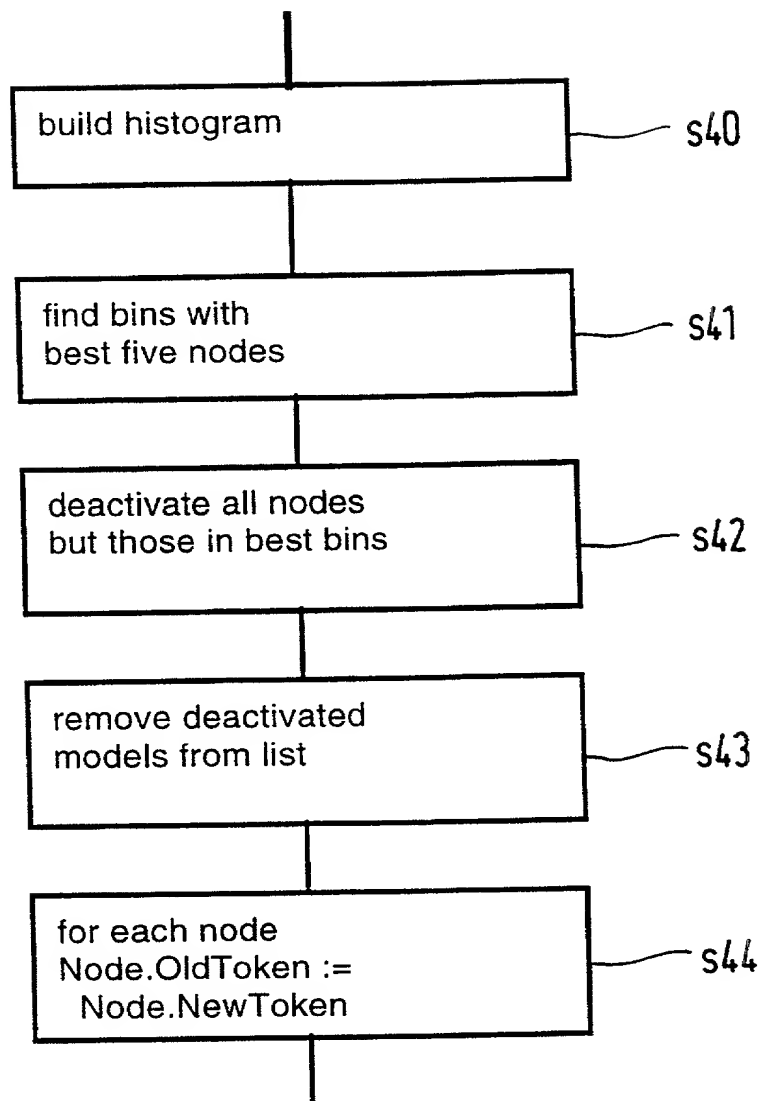 build histogram
s40
find bins with
best five nodes
s41
deactivate all nodes
but those in best bins
s42
remove deactivated
models from list
s43
for each node
Node.OldToken :=
Node.NewToken
s44